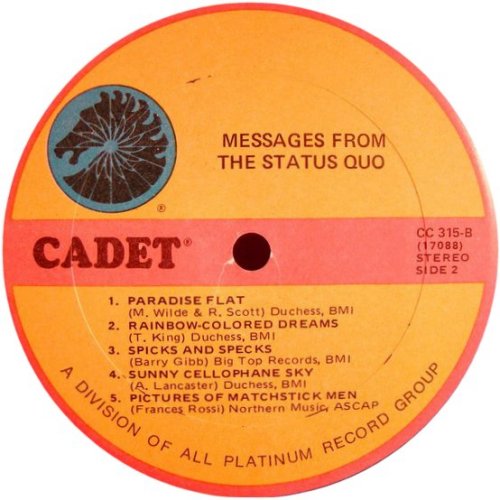 MESSAGES FROM
THE STATUS QUO
®
CADET®
CC 315-B
(17088)
STEREO
SIDE 2
1. PARADISE FLAT
(M. Wilde & R. Scott) Duchess, BMI
2. RAINBOW-COLORED DREAMS
(T. King) Duchess, BMI
3. SPICKS AND SPECKS
(Barry Gibb) Big Top Records, BMI
4. SUNNY CELLOPHANE SKY
(A. Lancaster) Duchess, BMI
5. PICTURES OF MATCHSTICK MEN
(Frances Rossi) Northern Music, ASCAP
A DIVISION OF ALL PLATINUM RECORD GROUP